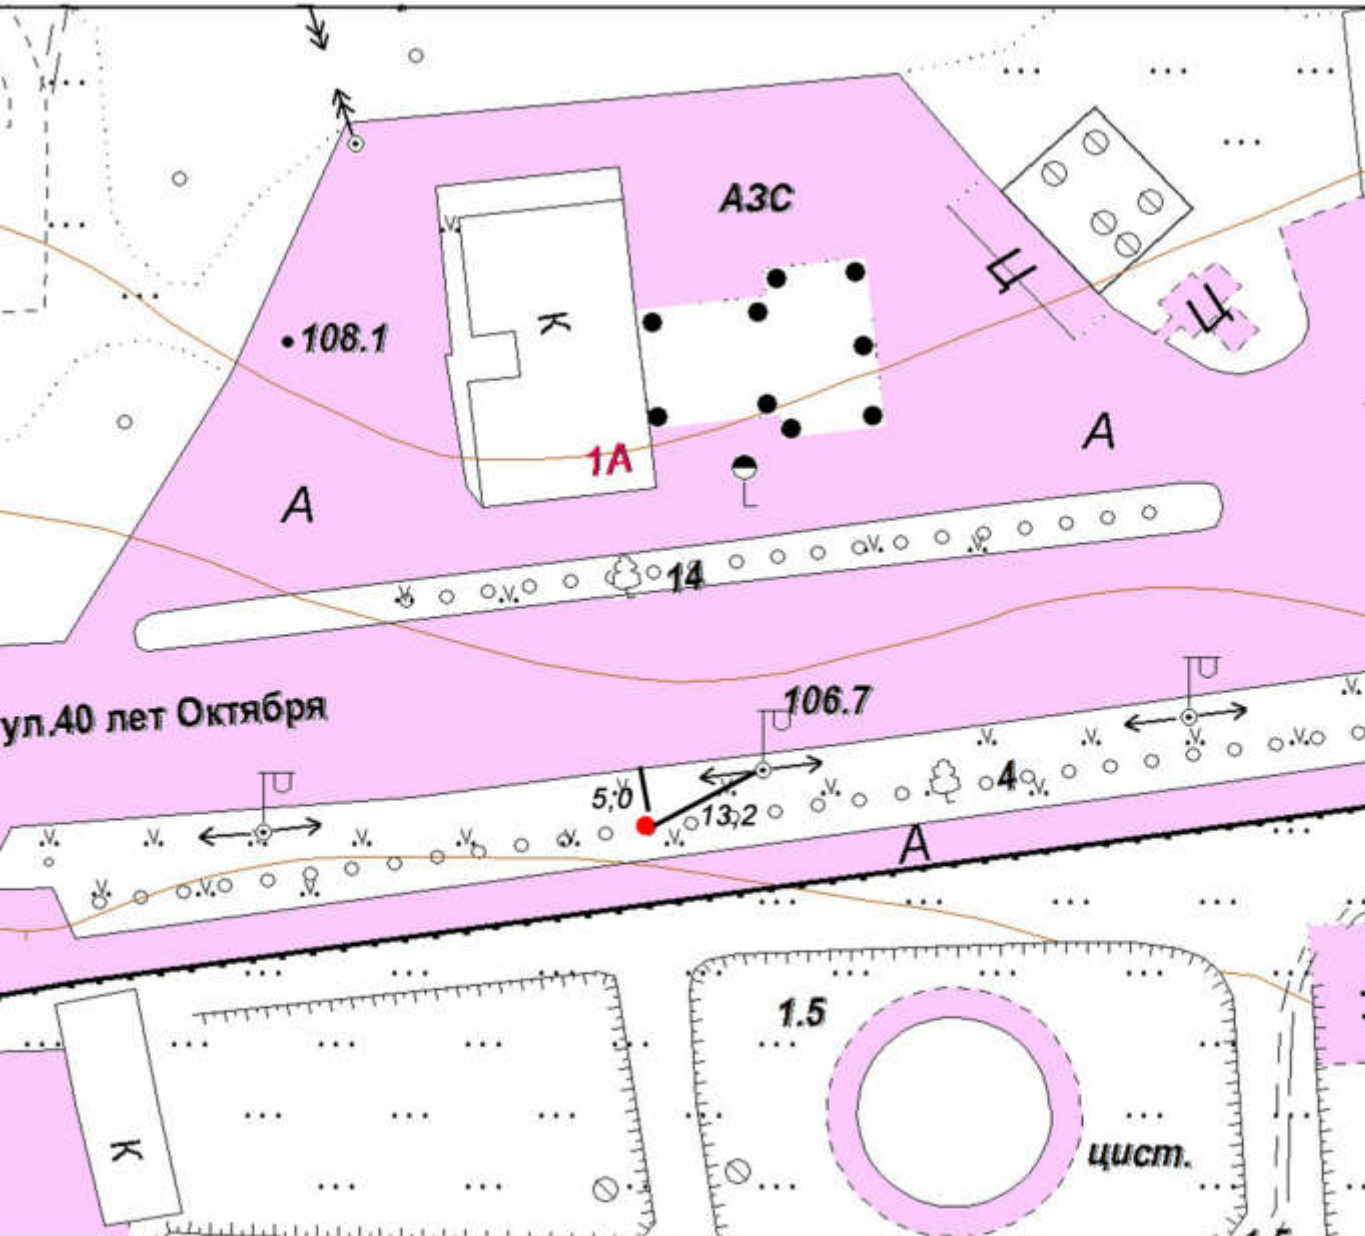 АЗС
К
Ц
Ц
108.1
1А
А
А
14
ул.40 лет Октября
106.7
5,0
13,2
4
А
1.5
К
цист.